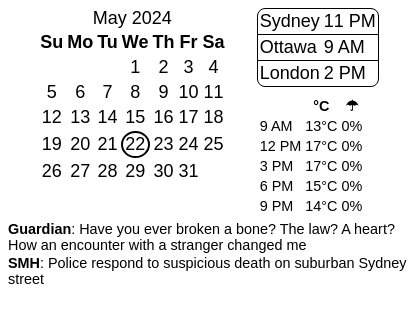 May 2024
Su Mo Tu We Th Fr Sa
1 2 3 4
5 6 7 8 9 10 11
12 13 14 15 16 17 18
19 20 21 22 23 24 25
26 27 28 29 30 31
Sydney 11 PM
Ottawa 9 AM
London 2 PM
°C ☂
9 AM 13°C 0%
12 PM 17°C 0%
3 PM 17°C 0%
6 PM 15°C 0%
9 PM 14°C 0%
Guardian: Have you ever broken a bone? The law? A heart?
How an encounter with a stranger changed me
SMH: Police respond to suspicious death on suburban Sydney
street